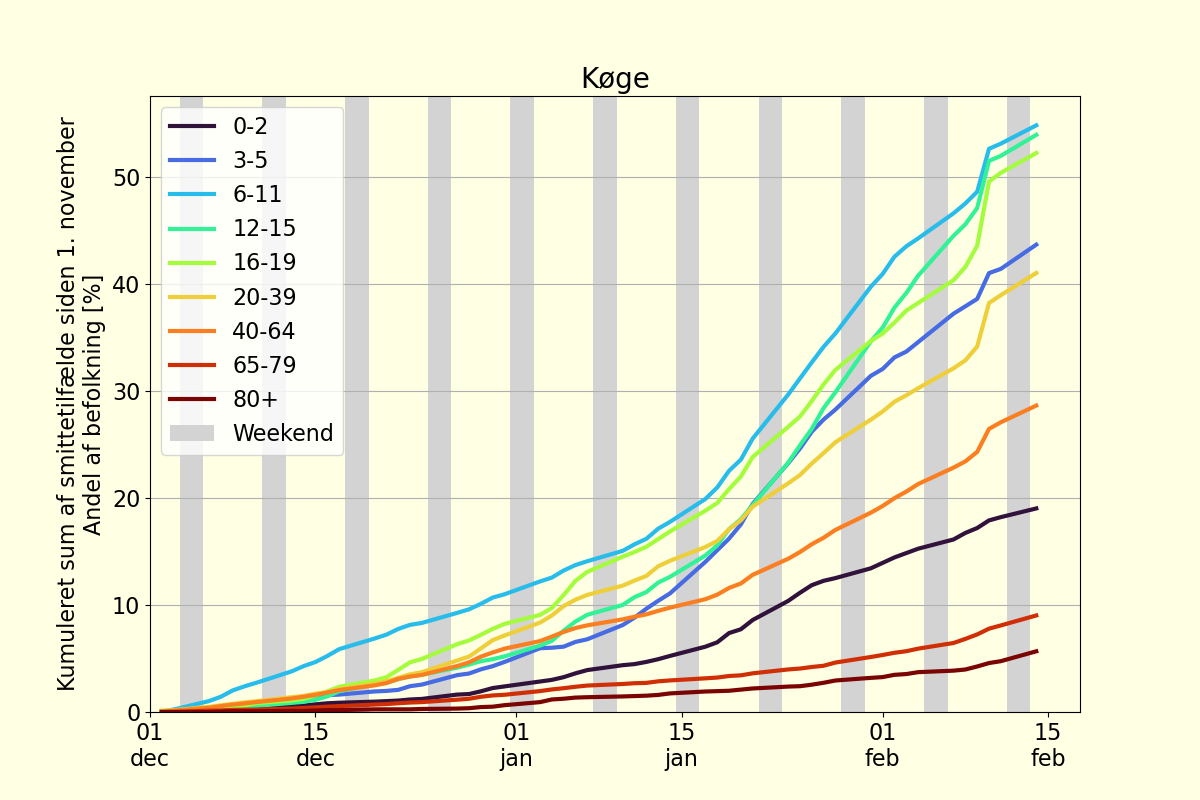 Køge
Kumuleret sum af smittetilfælde siden 1. november
Andel af befolkning [%]
0-2
3-5
6-11
12-15
16-19
20-39
40-64
65-79
80+
Weekend
50
40
30
20
10
0
01 15 01 15 01 15
dec dec jan jan feb feb